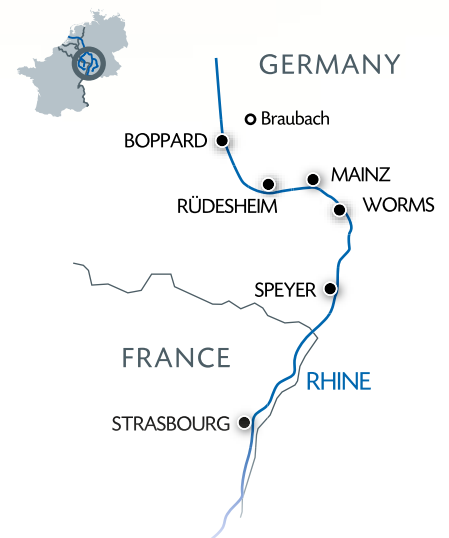 GERMANY
Braubach
BOPPARD
MAINZ
RÜDESHEIM
WORMS
SPEYER
FRANCE
RHINE
STRASBOURG